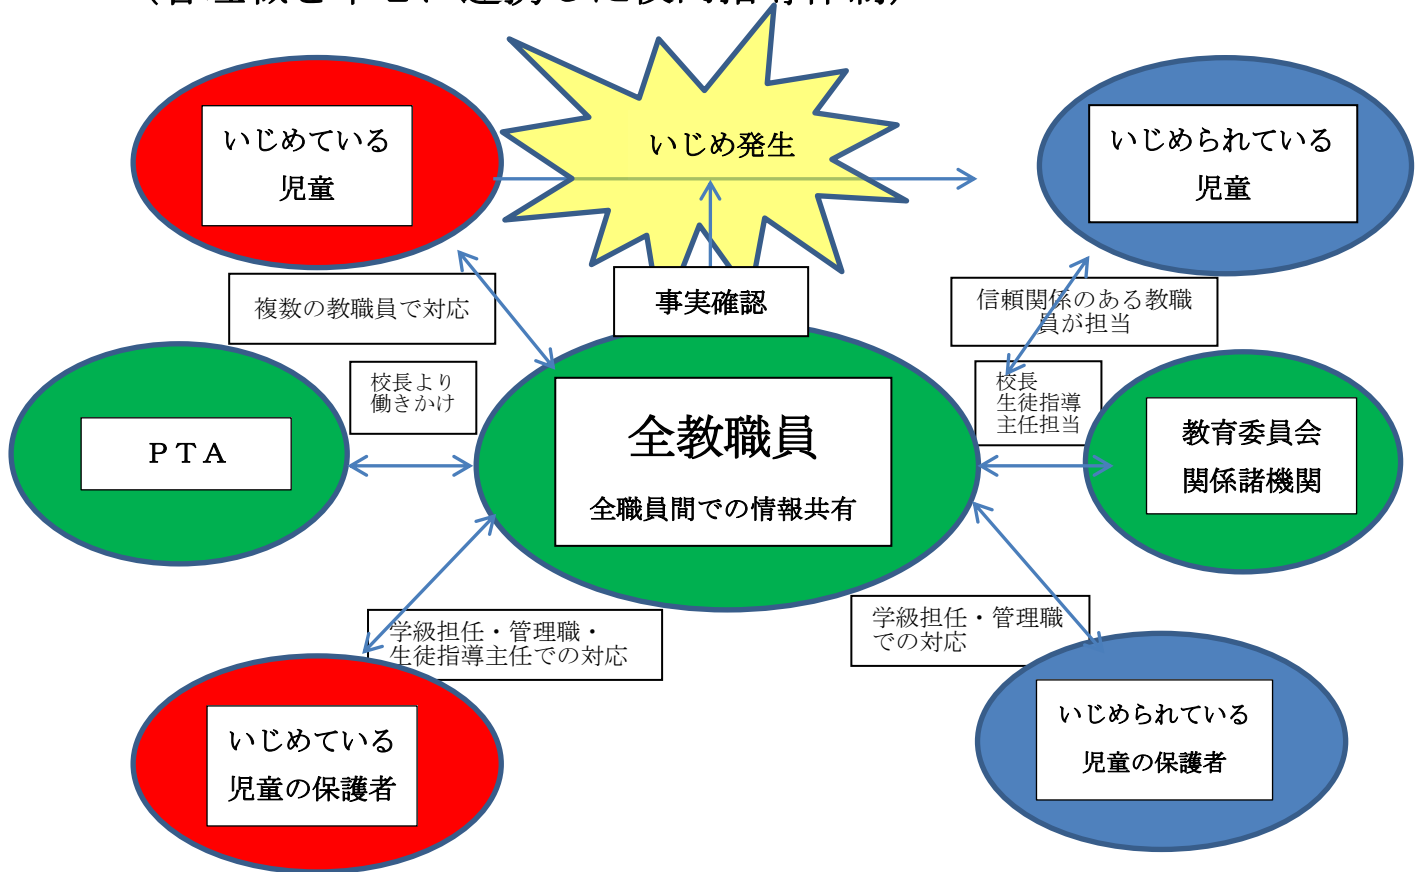 いじめ発生
いじめている
児童
いじめられている
児童
複数の教職員で対応
事実確認
信頼関係のある教職
員が担当
校長より
働きかけ
校長
生徒指導
主任担当
ＰＴＡ
全教職員
全職員間での情報共有
教育委員会
関係諸機関
学級担任・管理職・
生徒指導主任での対応
学級担任・管理職
での対応
いじめている
児童の保護者
いじめられている
児童の保護者